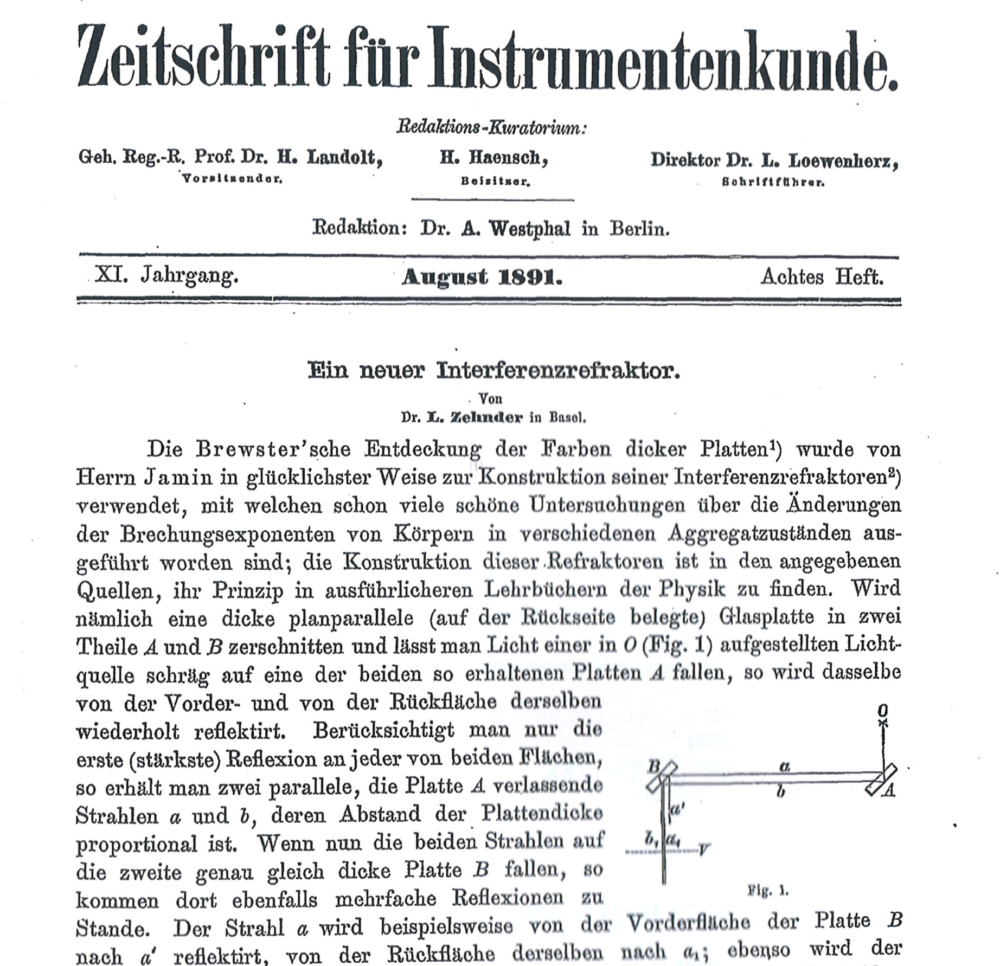 Zeitschrift für Instrumentenkunde.
Redaktions-Kuratorium:
Geh. Reg.-R. Prof. Dr. H. Landolt, H. Haensch, Direktor Dr. L. Loewenherz,
Vorsitzender. Beisitzer. Schriftführer.
Redaktion: Dr. A. Westphal in Berlin.
XI. Jahrgang. August 1891. Achtes Heft.
Ein neuer Interferenzrefraktor.
Von
Dr. L. Zehnder in Basel.
Die Brewster'sche Entdeckung der Farben dicker Platten¹) wurde von
Herrn Jamin in glücklichster Weise zur Konstruktion seiner Interferenzrefraktoren²)
verwendet, mit welchen schon viele schöne Untersuchungen über die Änderungen
der Brechungsexponenten von Körpern in verschiedenen Aggregatzuständen aus-
geführt worden sind; die Konstruktion dieser Refraktoren ist in den angegebenen
Quellen, ihr Prinzip in ausführlicheren Lehrbüchern der Physik zu finden. Wird
nämlich eine dicke planparallele (auf der Rückseite belegte) Glasplatte in zwei
Theile A und B zerschnitten und lässt man Licht einer in O (Fig. 1) aufgestellten Licht-
quelle schräg auf eine der beiden so erhaltenen Platten A fallen, so wird dasselbe
von der Vorder- und von der Rückfläche derselben
wiederholt reflektirt. Berücksichtigt man nur die
erste (stärkste) Reflexion an jeder von beiden Flächen,
so erhält man zwei parallele, die Platte A verlassende
Strahlen a und b, deren Abstand der Plattendicke
proportional ist. Wenn nun die beiden Strahlen auf
die zweite genau gleich dicke Platte B fallen, so
kommen dort ebenfalls mehrfache Reflexionen zu
Stande. Der Strahl a wird beispielsweise von der Vorderfläche der Platte B
nach a' reflektirt, von der Rückfläche derselben nach a₁; ebenso wird der
O
B a
b A
a'
b₁ a₁ V
Fig. 1.